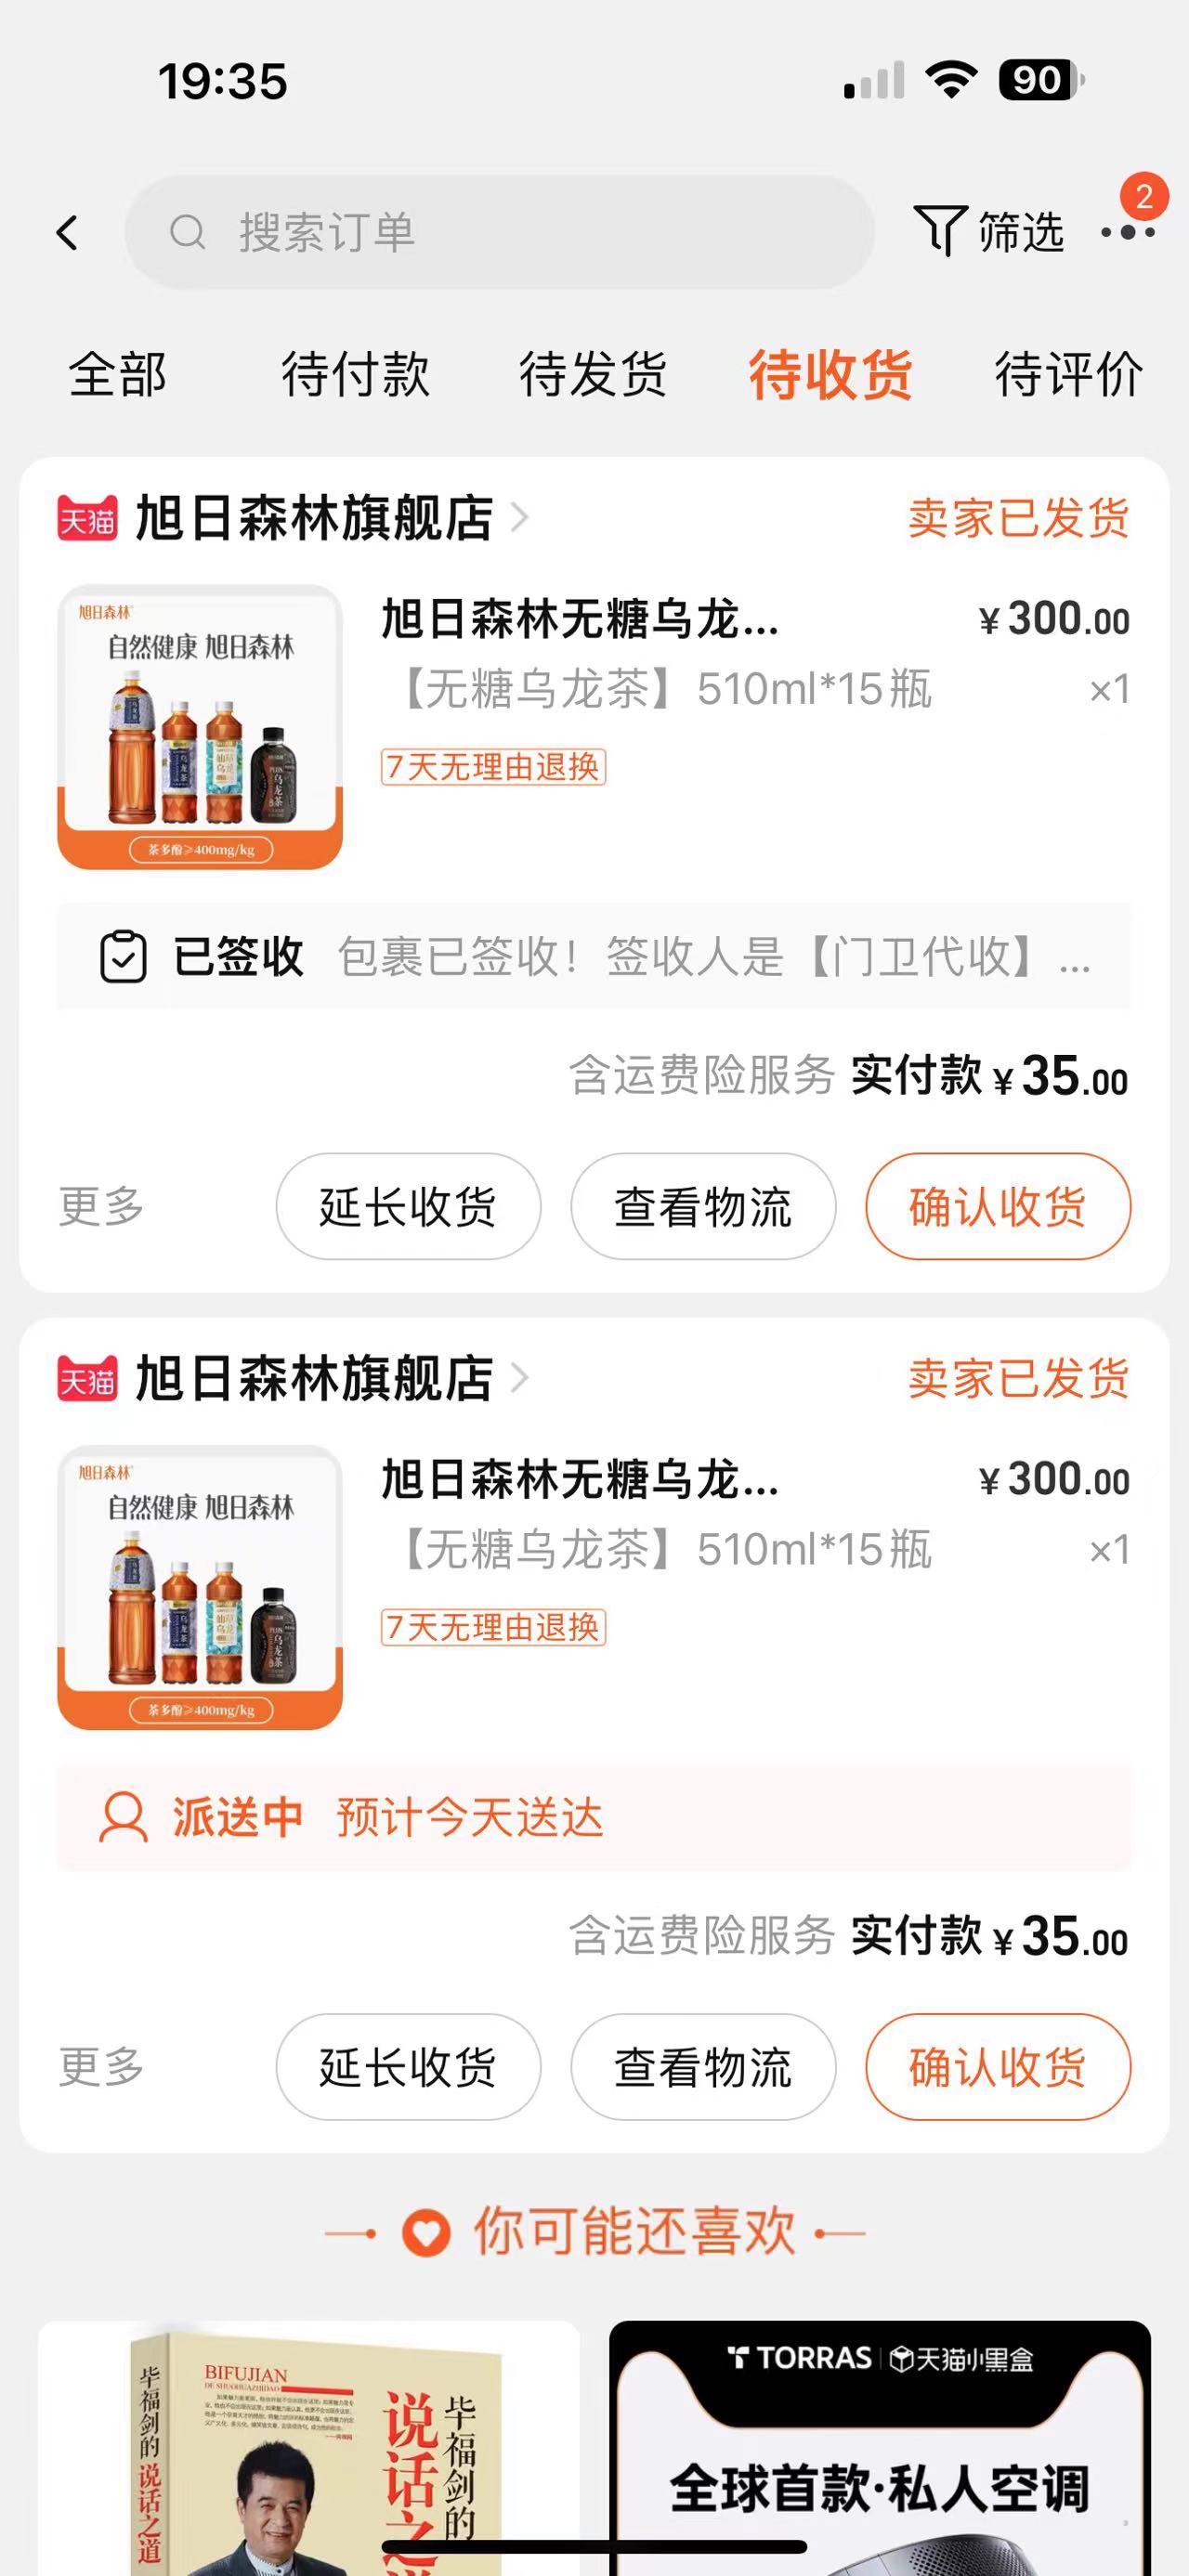 19:35
90
搜索订单
筛选
2
全部 待付款 待发货 待收货 待评价
天猫 旭日森林旗舰店 卖家已发货
旭日森林
自然健康 旭日森林
乌龙茶
茶多酚≥400mg/kg
旭日森林无糖乌龙... ¥300.00
【无糖乌龙茶】510ml*15瓶 ×1
7天无理由退换
已签收 包裹已签收！签收人是【门卫代收】...
含运费险服务 实付款 ¥35.00
更多 延长收货 查看物流 确认收货
天猫 旭日森林旗舰店 卖家已发货
旭日森林
自然健康 旭日森林
乌龙茶
茶多酚≥400mg/kg
旭日森林无糖乌龙... ¥300.00
【无糖乌龙茶】510ml*15瓶 ×1
7天无理由退换
派送中 预计今天送达
含运费险服务 实付款 ¥35.00
更多 延长收货 查看物流 确认收货
你可能还喜欢
毕福剑的说话之道
BIFUJIAN
DE SHUOHUAZHIDAO
毕福剑的
说话之
TORRAS 天猫小黑盒
全球首款·私人空调